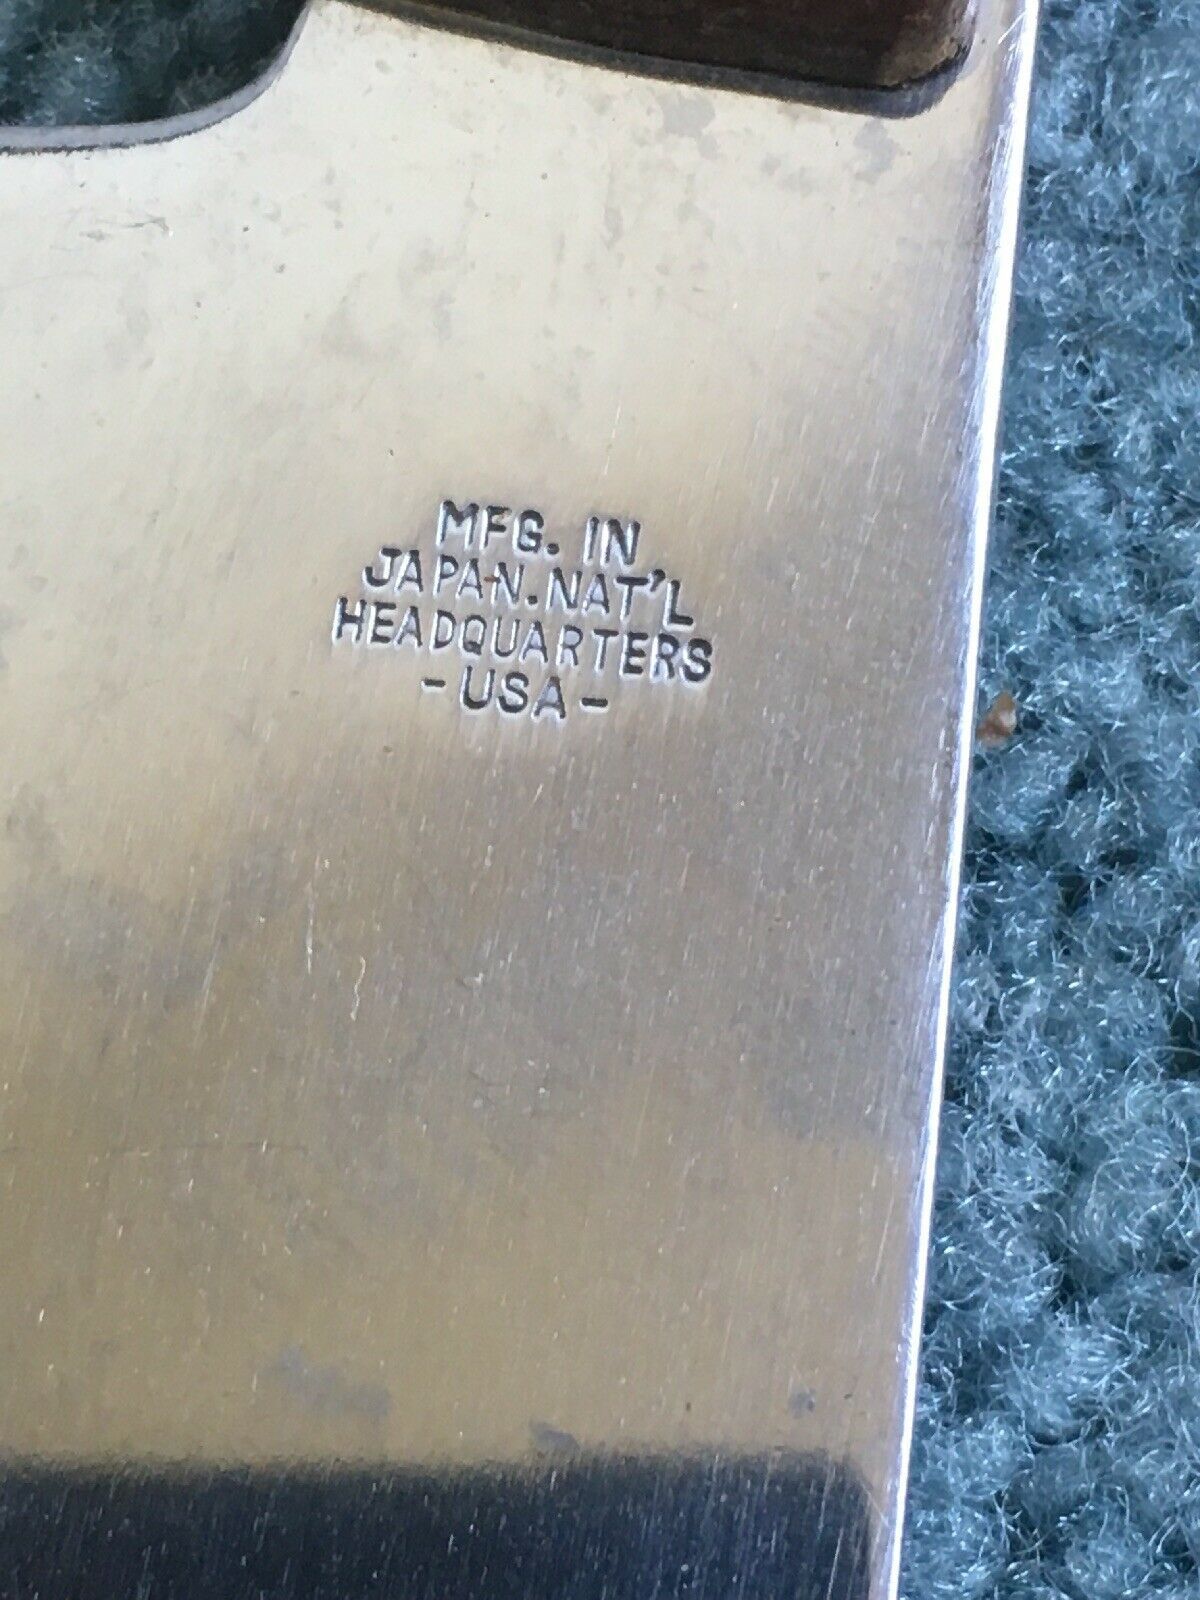 MFG. IN
JAPAN. NAT'L
HEADQUARTERS
-USA-